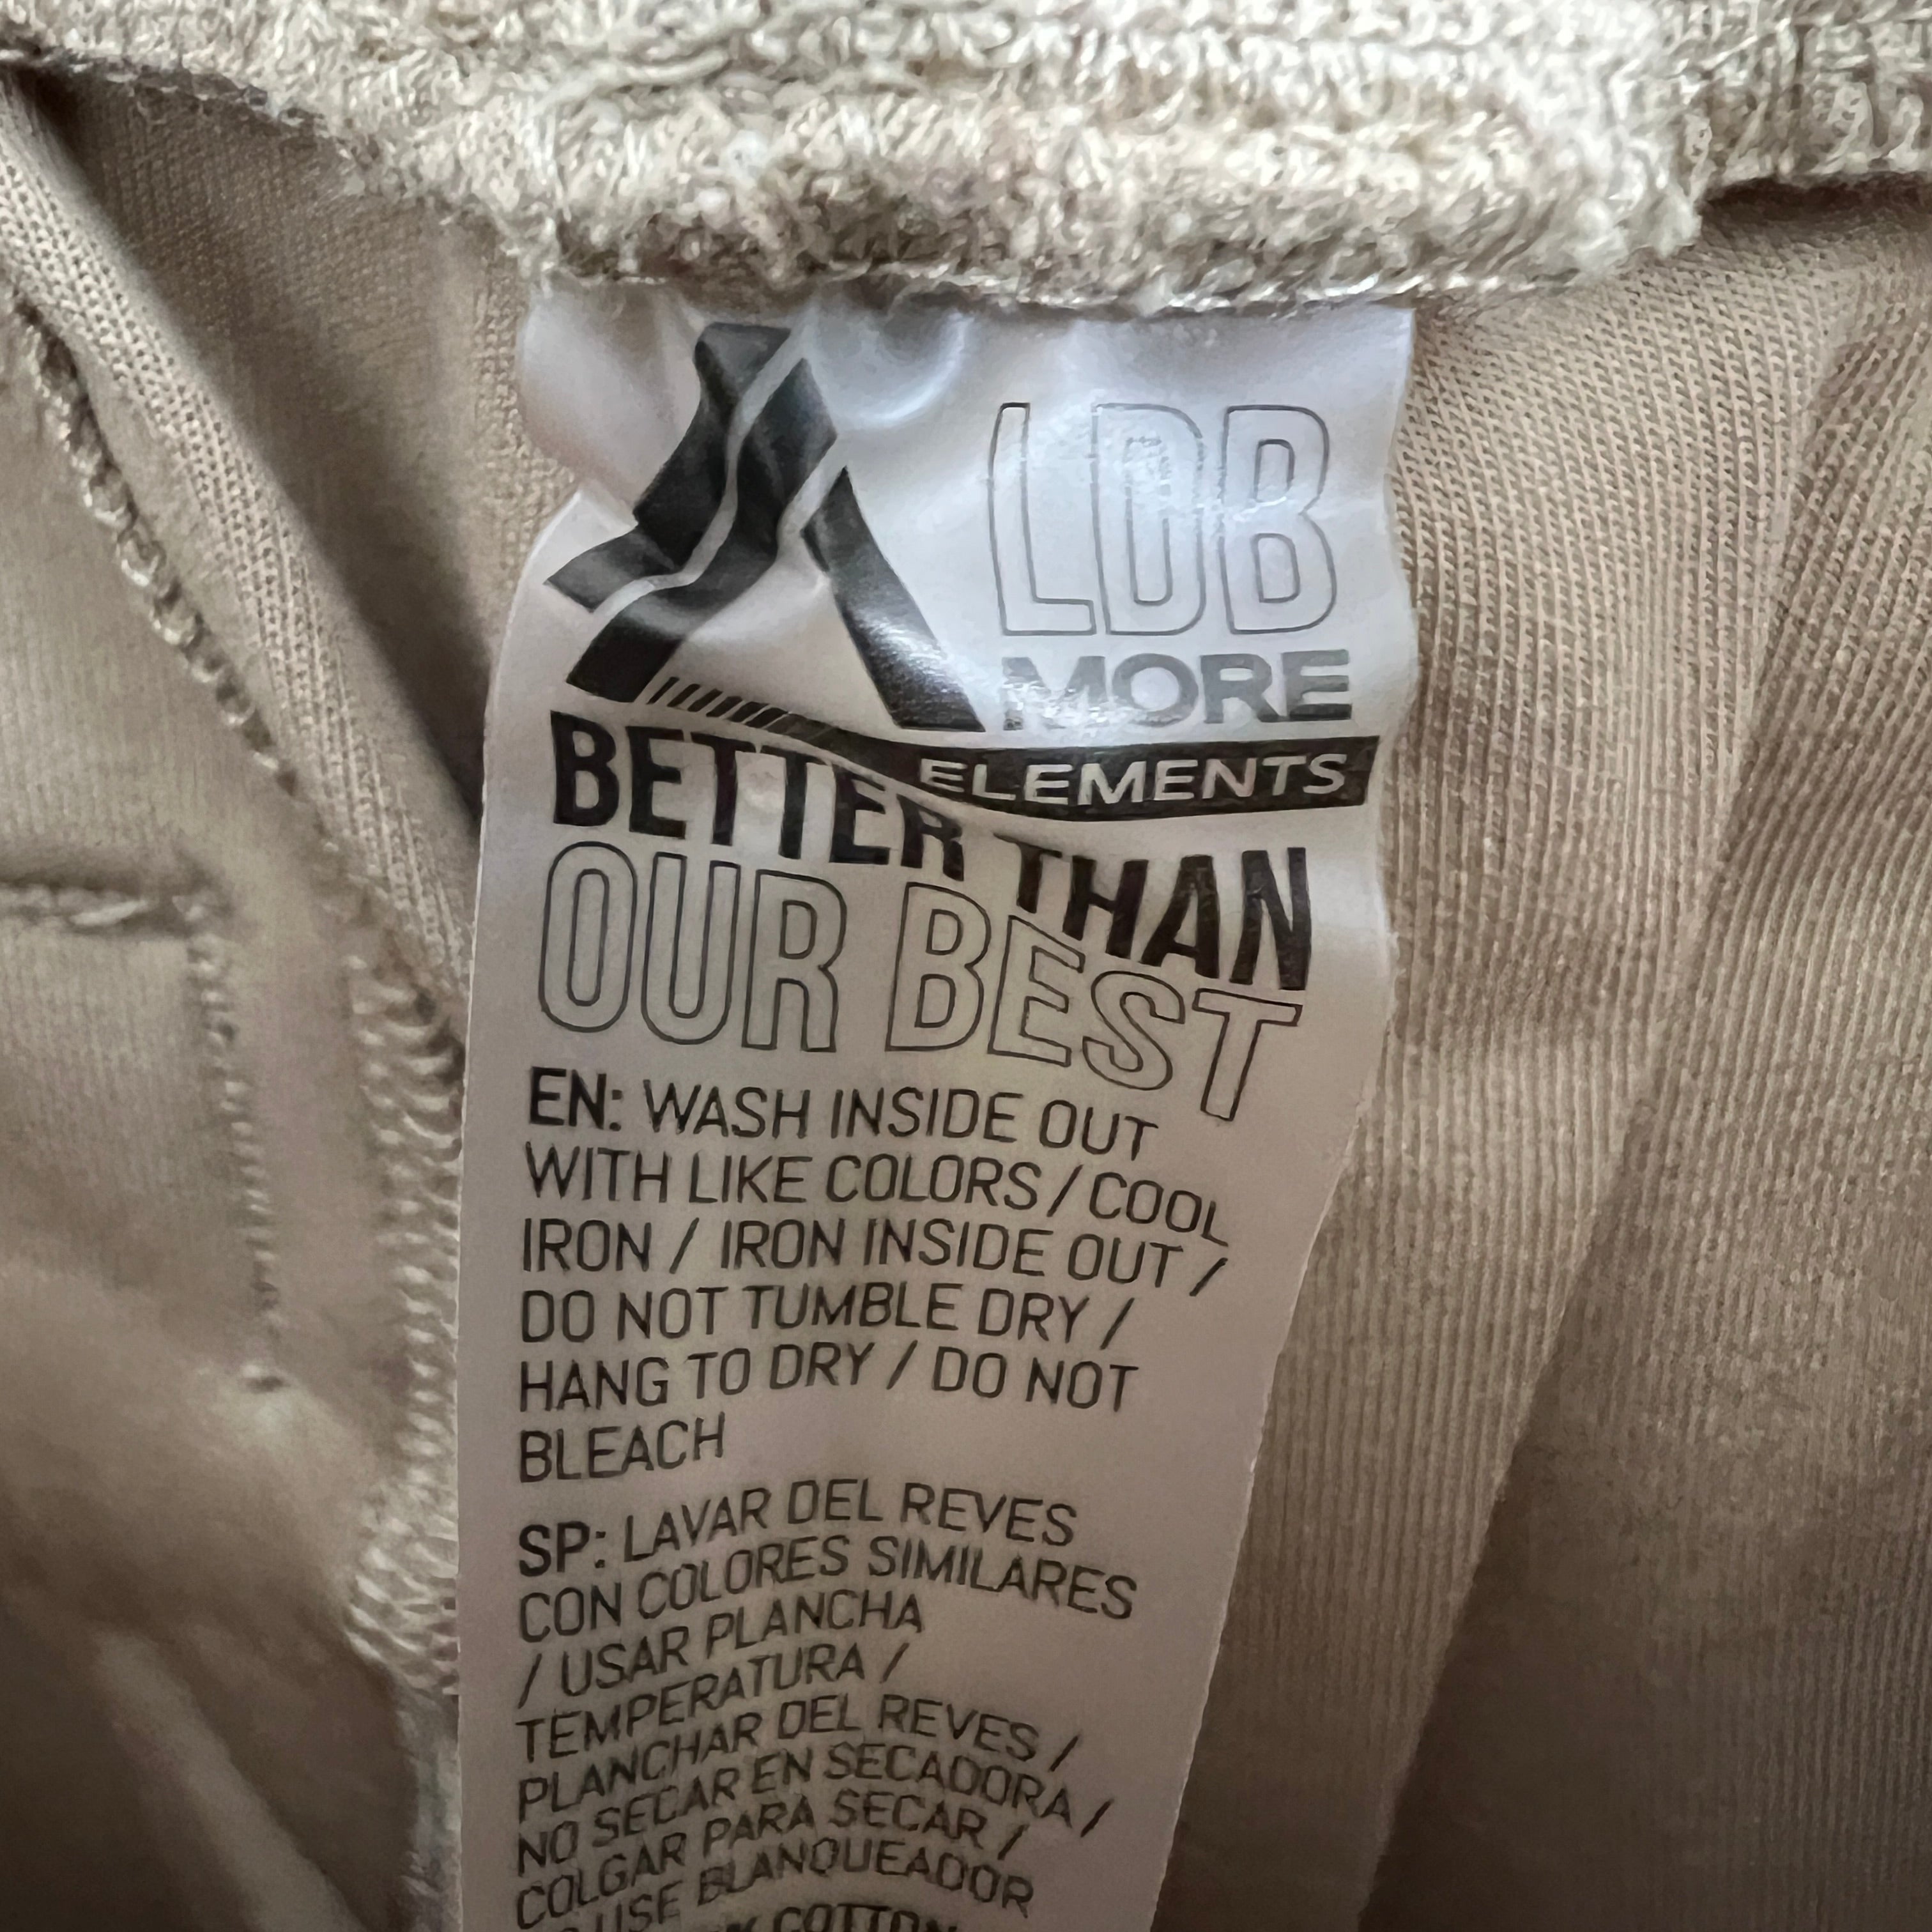 LDB
MORE
ELEMENTS
BETTER THAN
OUR BEST
EN: WASH INSIDE OUT
WITH LIKE COLORS / COOL
IRON / IRON INSIDE OUT /
DO NOT TUMBLE DRY /
HANG TO DRY / DO NOT
BLEACH
SP: LAVAR DEL REVES
CON COLORES SIMILARES
/ USAR PLANCHA
TEMPERATURA /
PLANCHAR DEL REVES /
NO SECAR EN SECADORA /
COLGAR PARA SECAR /
USE BLANQUEADOR
COTTON